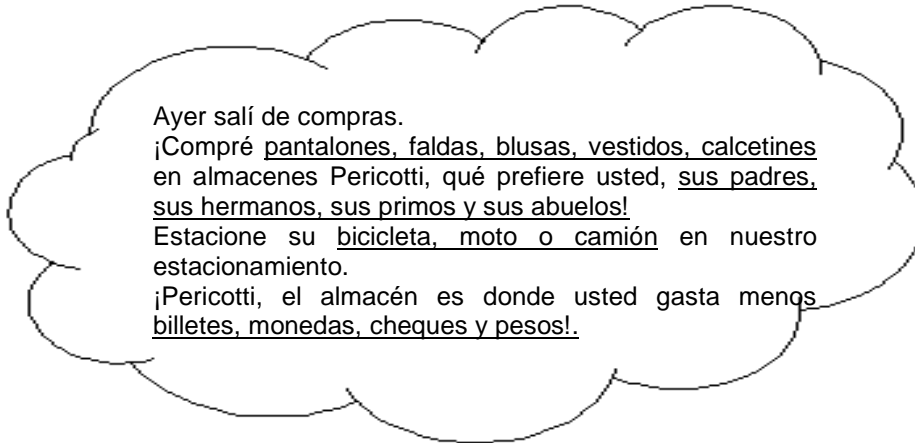 Ayer salí de compras.
¡Compré pantalones, faldas, blusas, vestidos, calcetines
en almacenes Pericotti, qué prefiere usted, sus padres,
sus hermanos, sus primos y sus abuelos!
Estacione su bicicleta, moto o camión en nuestro
estacionamiento.
¡Pericotti, el almacén es donde usted gasta menos
billetes, monedas, cheques y pesos!.